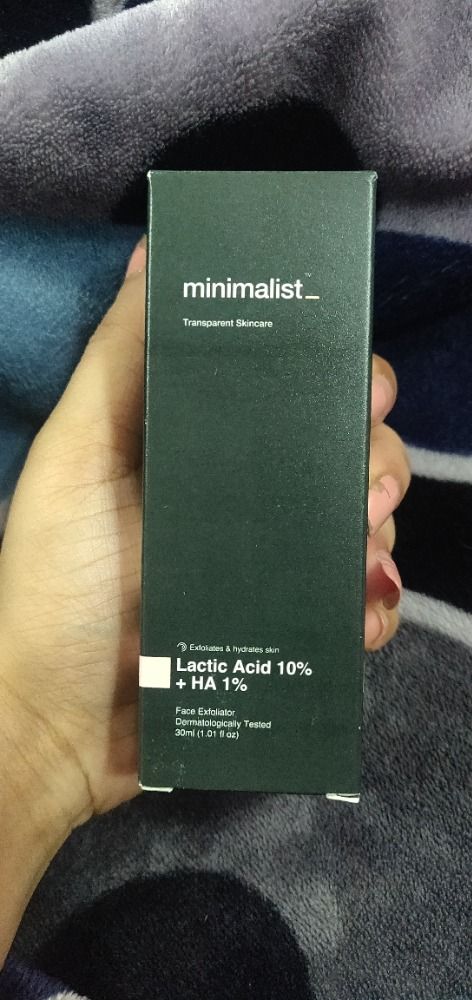 minimalist_™
Transparent Skincare
Exfoliates & hydrates skin
Lactic Acid 10%
+ HA 1%
Face Exfoliator
Dermatologically Tested
30ml (1.01 fl oz)